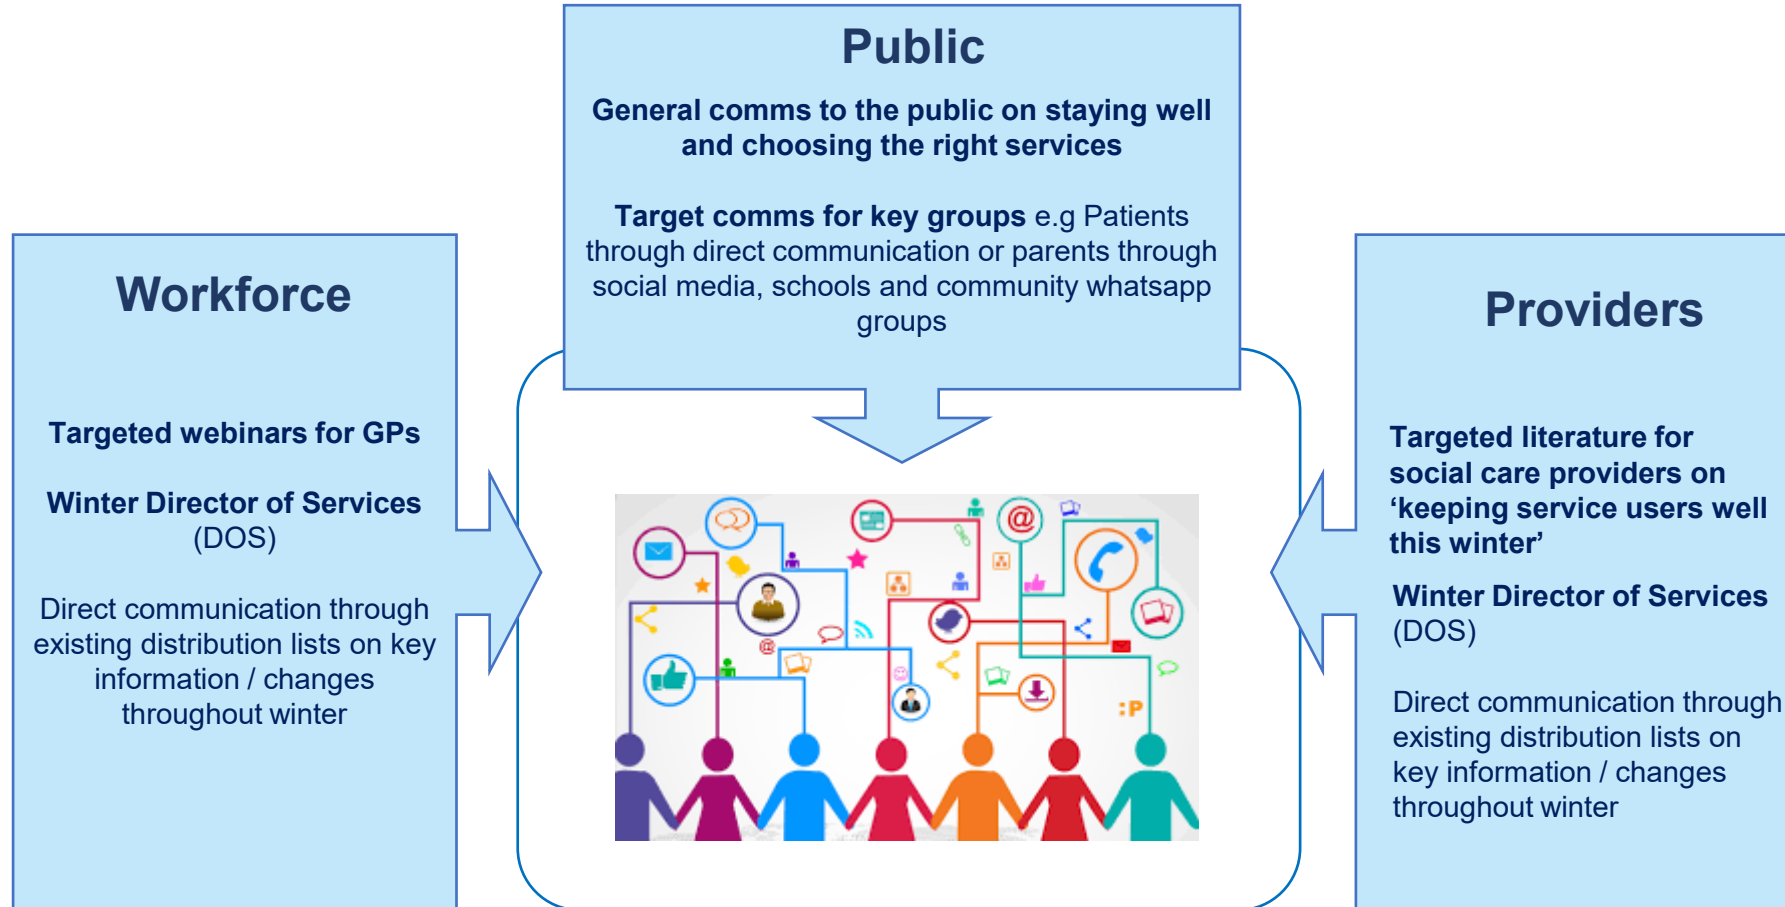 Public
General comms to the public on staying well
and choosing the right services
Target comms for key groups e.g Patients
through direct communication or parents through
social media, schools and community whatsapp
groups
Workforce
Targeted webinars for GPs
Winter Director of Services
(DOS)
Direct communication through
existing distribution lists on key
information / changes
throughout winter
Providers
Targeted literature for
social care providers on
‘keeping service users well
this winter’
Winter Director of Services
(DOS)
Direct communication through
existing distribution lists on
key information / changes
throughout winter
@
@
:P